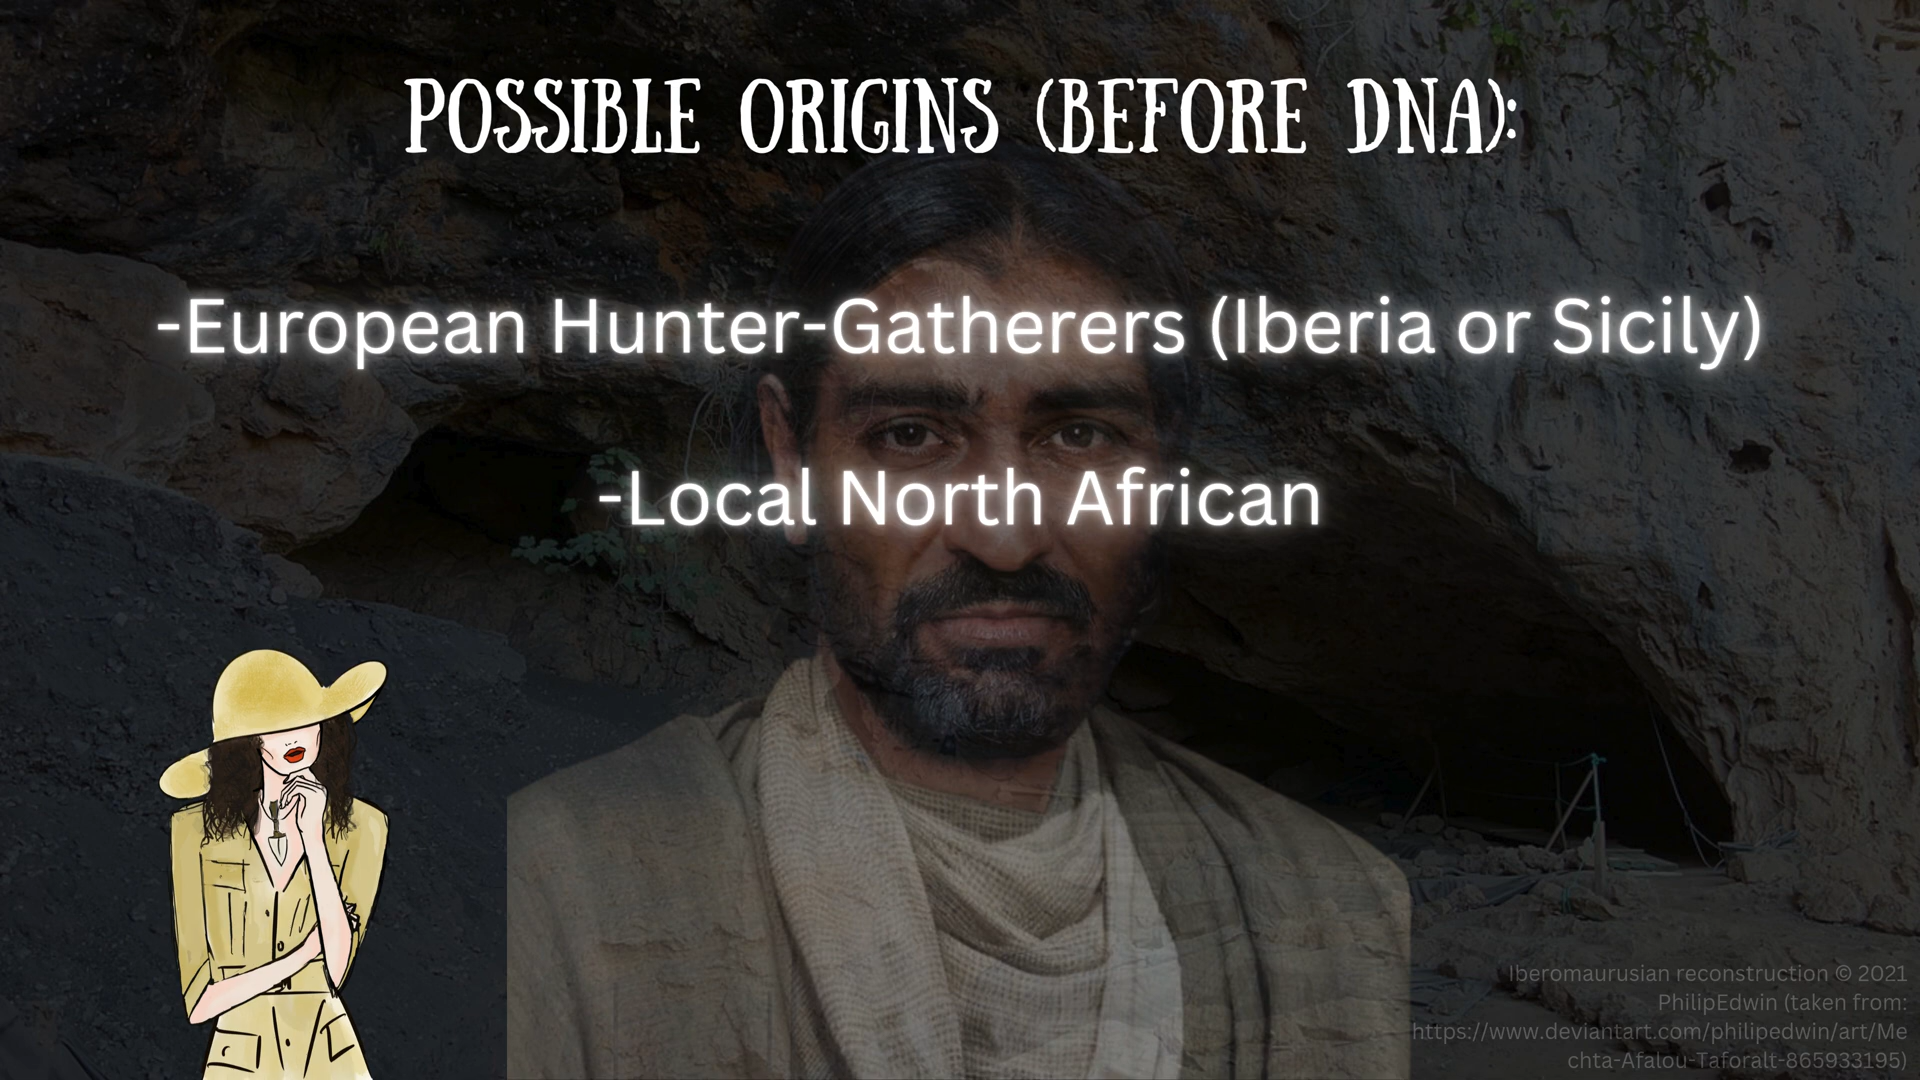 POSSIBLE ORIGINS (BEFORE DNA):
-European Hunter-Gatherers (Iberia or Sicily)
-Local North African
Iberomaurusian reconstruction © 2021
PhilipEdwin (taken from:
https://www.deviantart.com/philipedwin/art/Me
chta-Afalou-Taforalt-865933195)